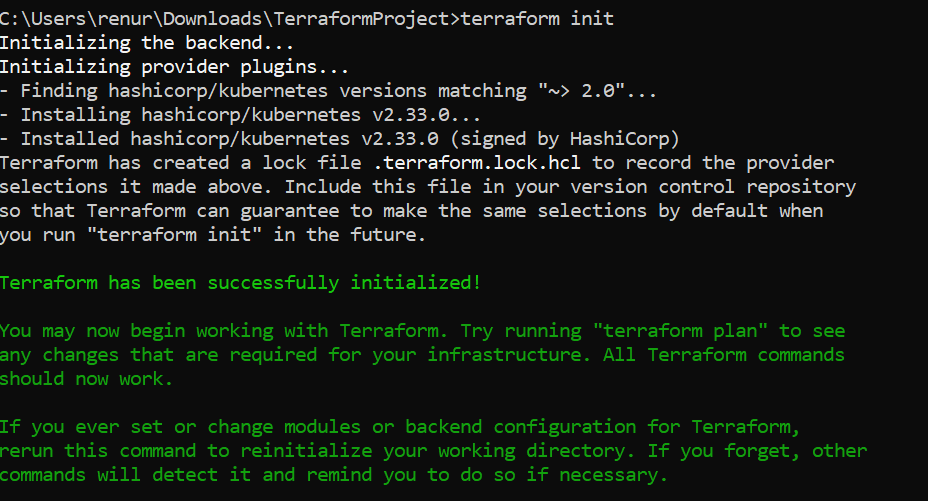 C:\Users\renur\Downloads\TerraformProject>terraform init
Initializing the backend...
Initializing provider plugins...
- Finding hashicorp/kubernetes versions matching "~> 2.0"...
- Installing hashicorp/kubernetes v2.33.0...
- Installed hashicorp/kubernetes v2.33.0 (signed by HashiCorp)
Terraform has created a lock file .terraform.lock.hcl to record the provider
selections it made above. Include this file in your version control repository
so that Terraform can guarantee to make the same selections by default when
you run "terraform init" in the future.
Terraform has been successfully initialized!
You may now begin working with Terraform. Try running "terraform plan" to see
any changes that are required for your infrastructure. All Terraform commands
should now work.
If you ever set or change modules or backend configuration for Terraform,
rerun this command to reinitialize your working directory. If you forget, other
commands will detect it and remind you to do so if necessary.